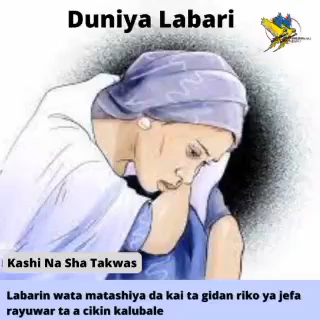 Duniya Labari
Kashi Na Sha Takwas
Labarin wata matashiya da kai ta gidan riko ya jefa
rayuwar ta a cikin kalubale